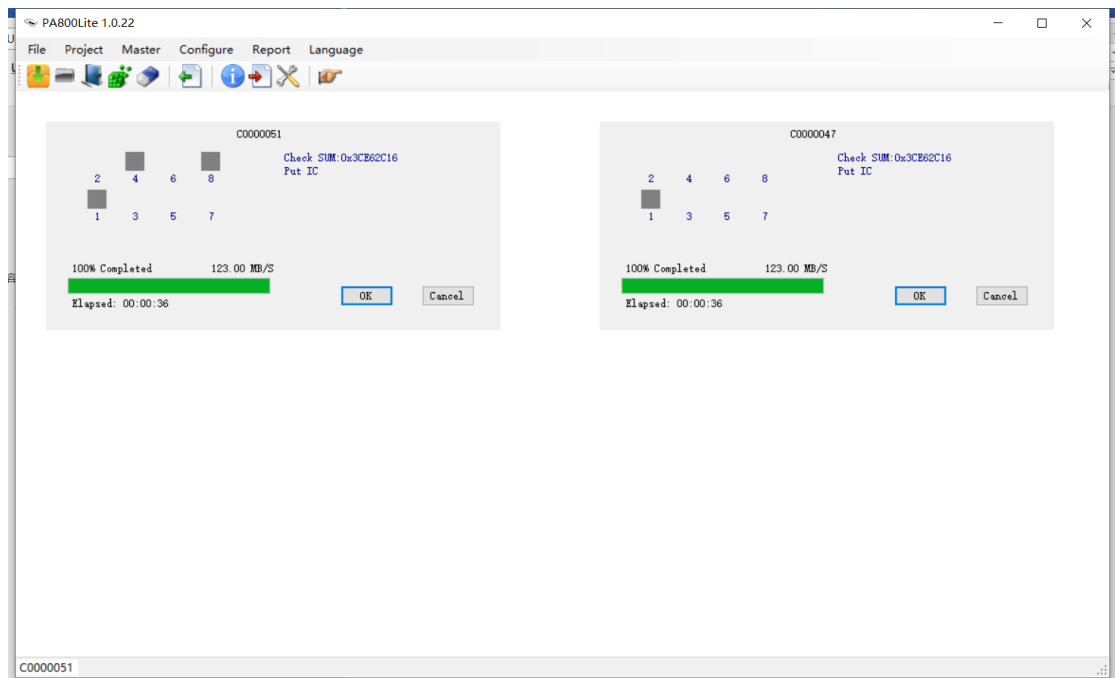 PA800Lite 1.0.22
File Project Master Configure Report Language
C0000051
Check SUM:0x3CE62C16
Put IC
2 4 6 8
1 3 5 7
100% Completed 123.00 MB/S
Elapsed: 00:00:36
OK Cancel
C0000047
Check SUM:0x3CE62C16
Put IC
2 4 6 8
1 3 5 7
100% Completed 123.00 MB/S
Elapsed: 00:00:36
OK Cancel
C0000051